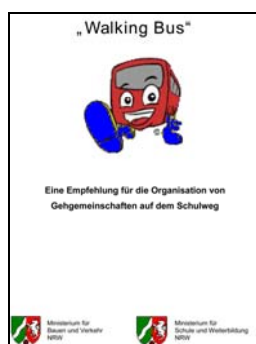 „Walking Bus“
Eine Empfehlung für die Organisation von
Gehgemeinschaften auf dem Schulweg
Ministerium für
Bauen und Verkehr
NRW
Ministerium für
Schule und Weiterbildung
NRW